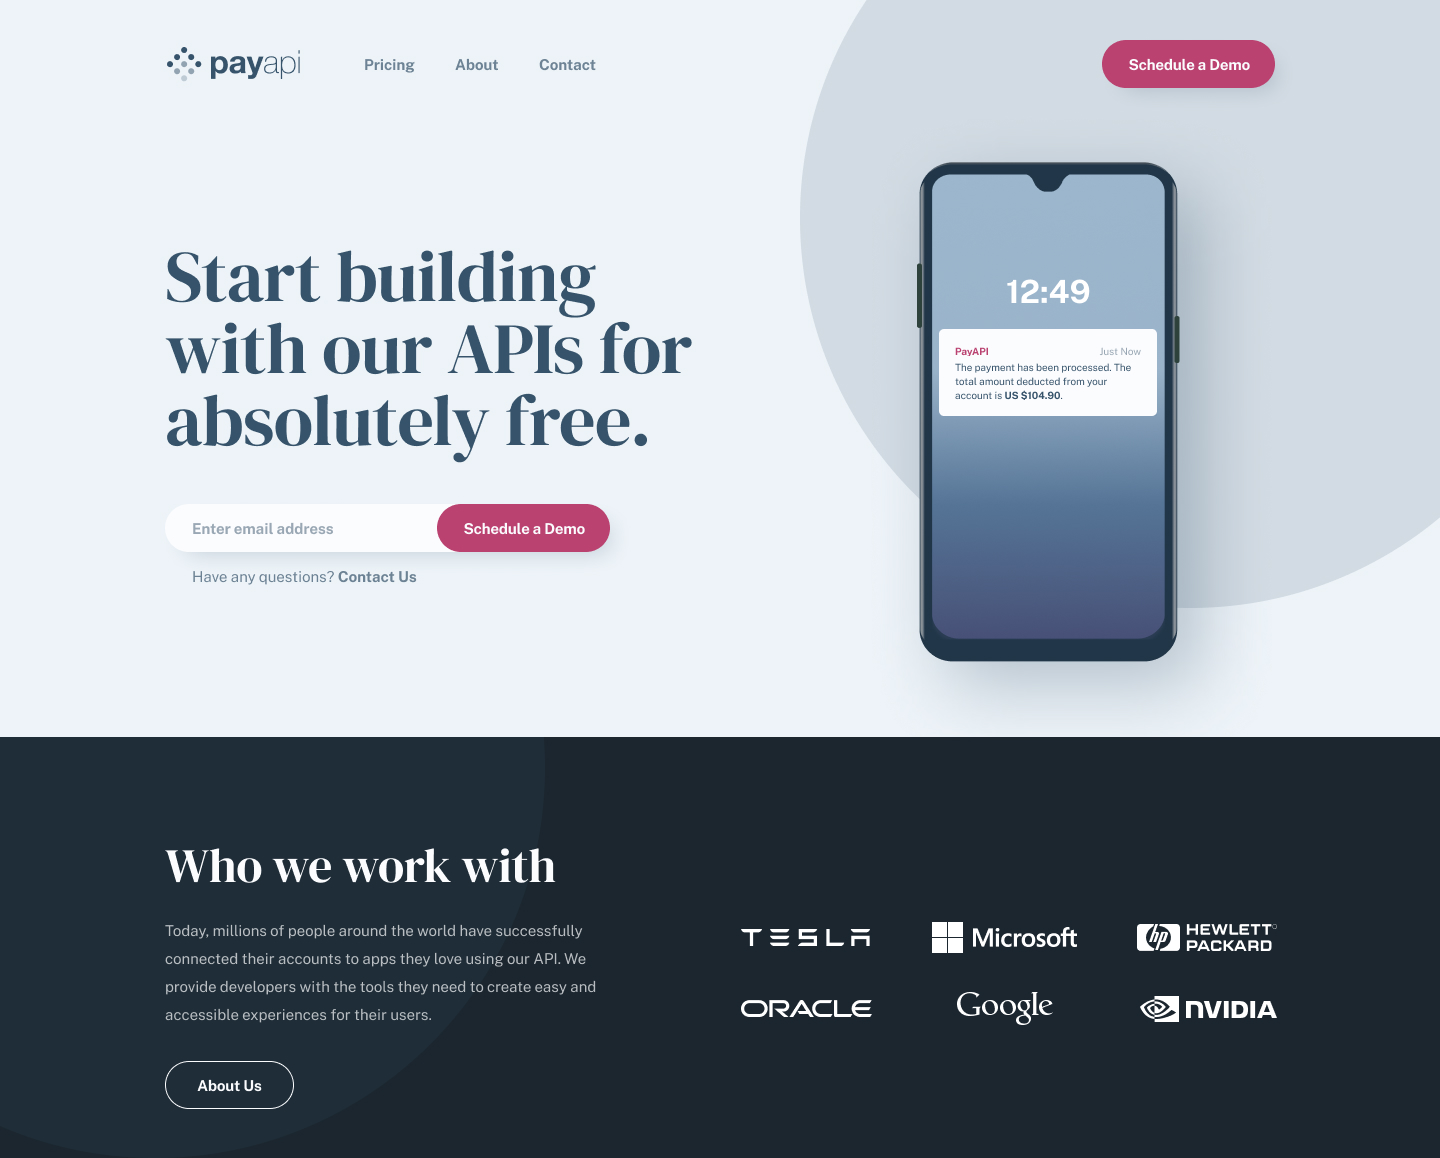 payapi
Pricing
About
Contact
Schedule a Demo
Start building
with our APIs for
absolutely free.
Enter email address
Schedule a Demo
Have any questions? Contact Us
12:49
PayAPI
Just Now
The payment has been processed. The
total amount deducted from your
account is US $104.90.
Who we work with
Today, millions of people around the world have successfully
connected their accounts to apps they love using our API. We
provide developers with the tools they need to create easy and
accessible experiences for their users.
About Us
TESLA
Microsoft
hp
HEWLETT
PACKARD
ORACLE
Google
NVIDIA